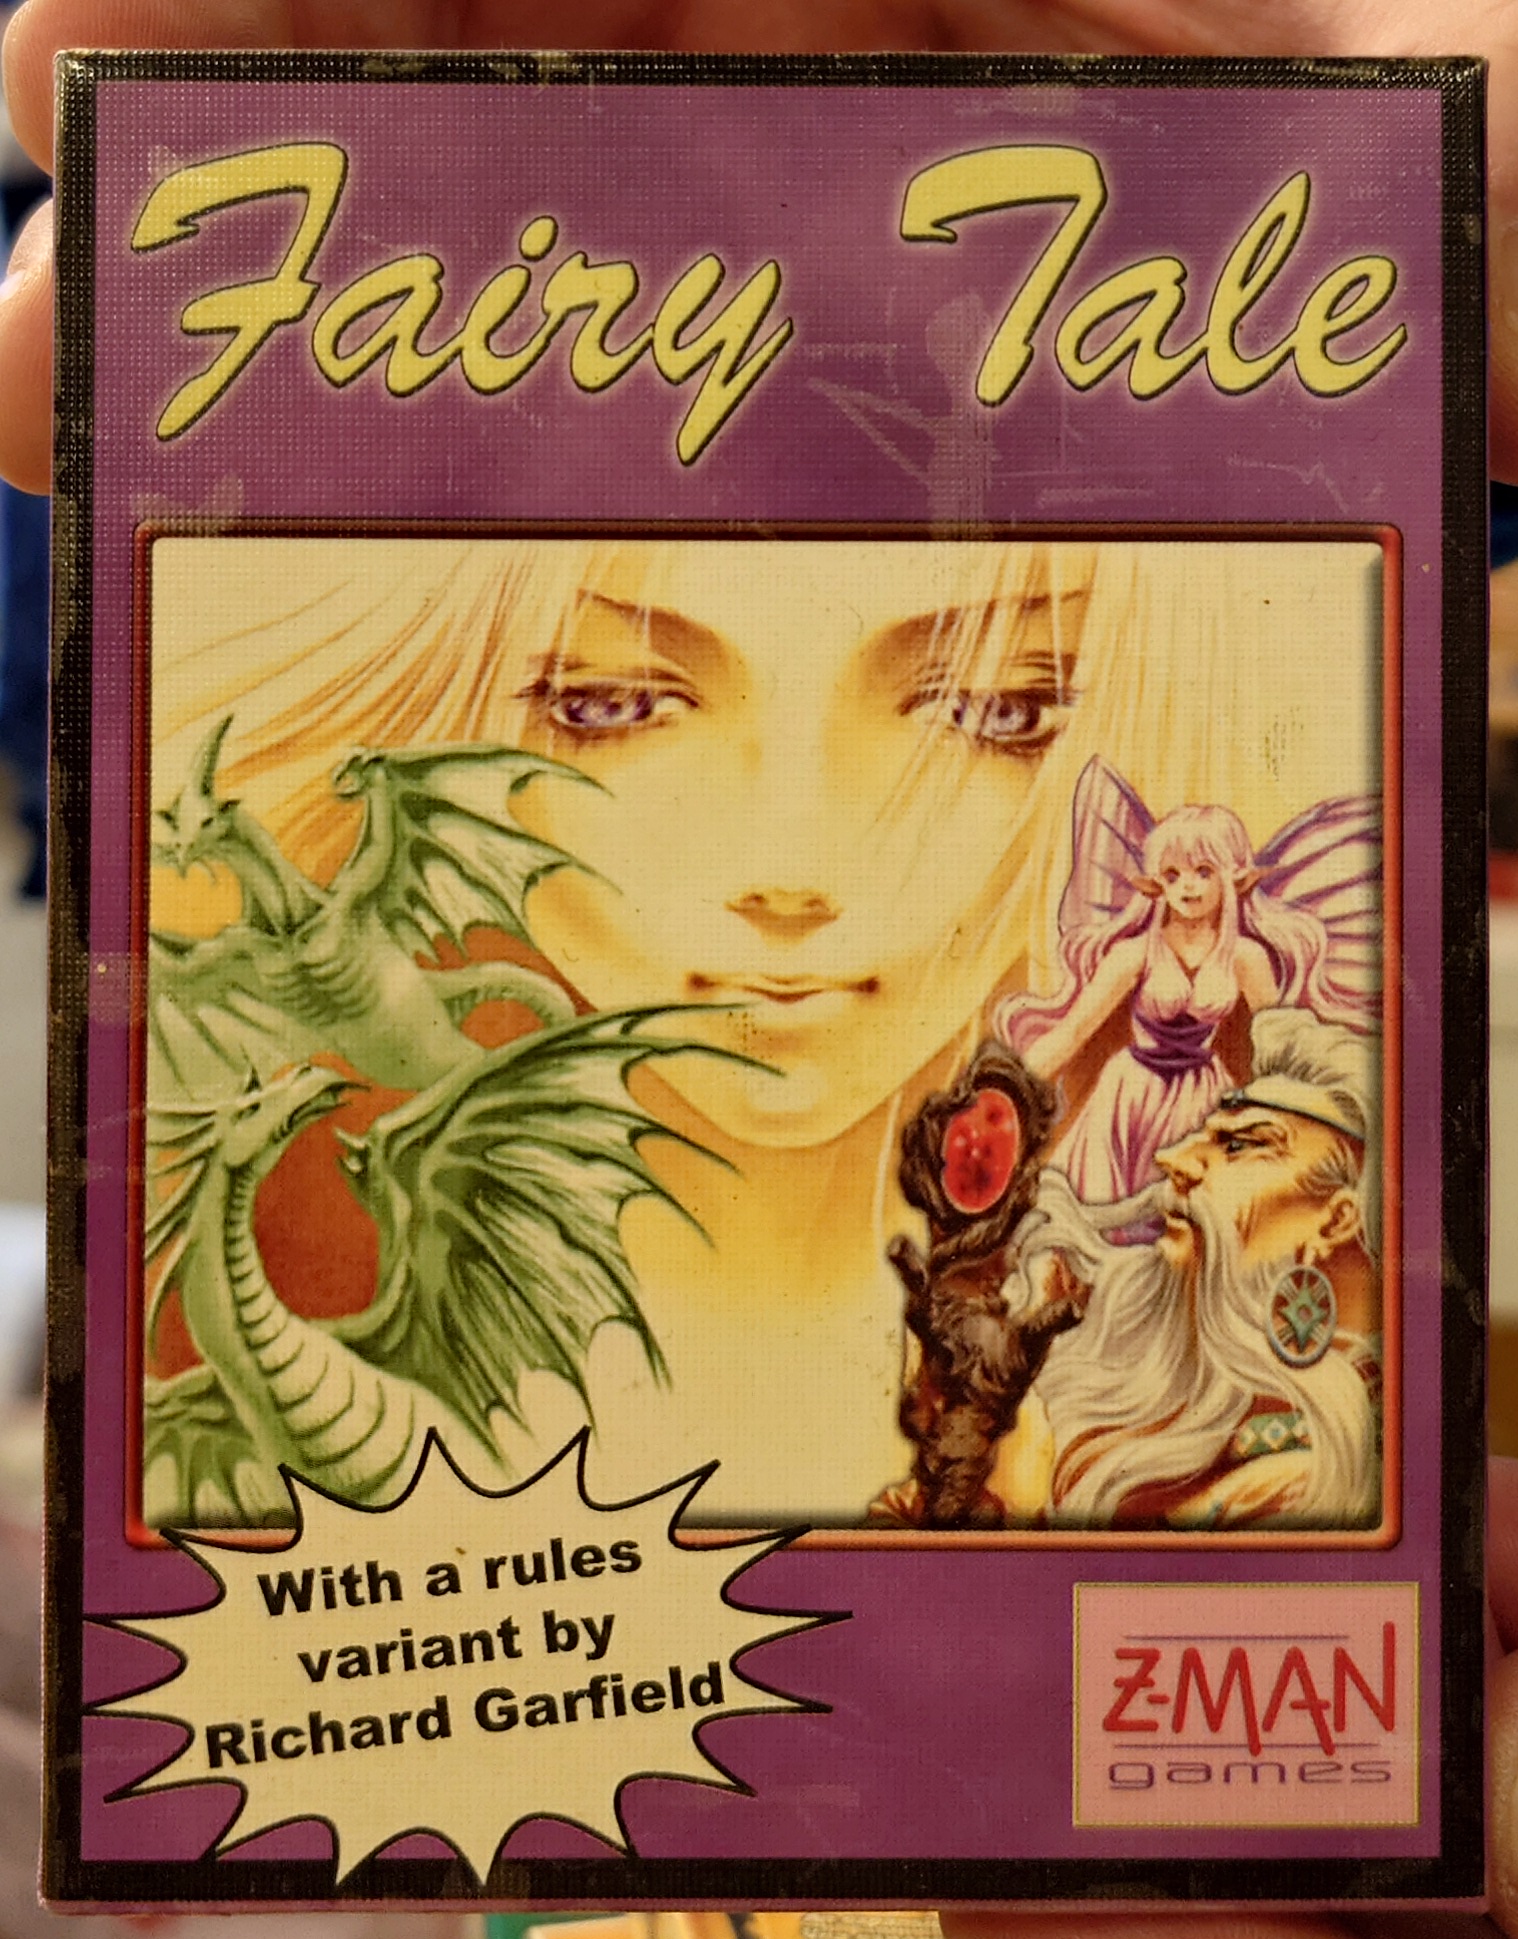 Fairy Tale
With a rules
variant by
Richard Garfield
Z-MAN
games